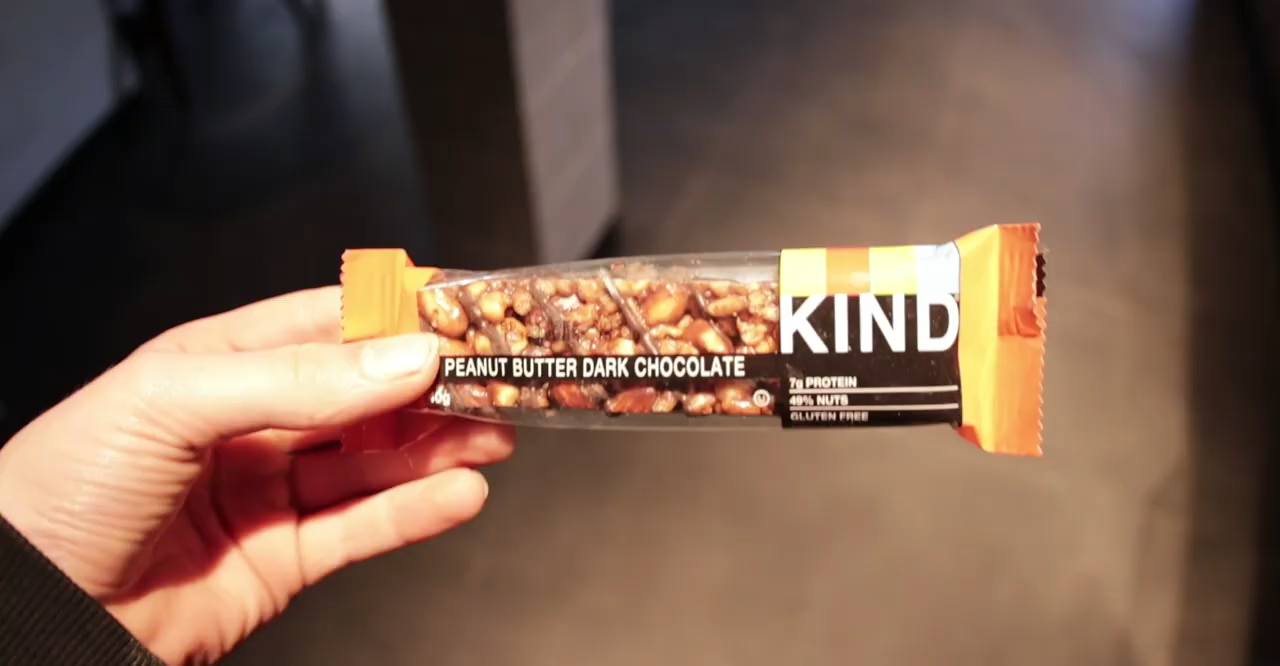 KIND
PEANUT BUTTER DARK CHOCOLATE
7g PROTEIN
49% NUTS
GLUTEN FREE